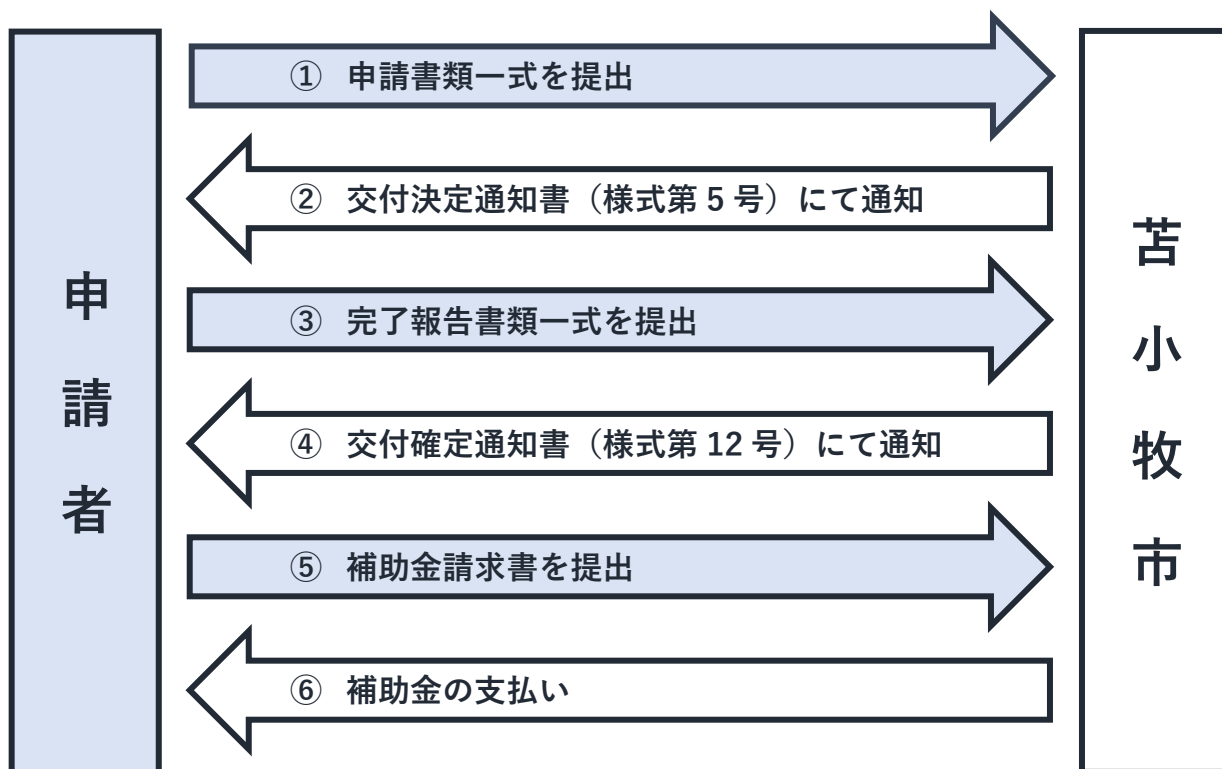 申請者
① 申請書類一式を提出
② 交付決定通知書（様式第 5 号）にて通知
③ 完了報告書類一式を提出
④ 交付確定通知書（様式第 12 号）にて通知
⑤ 補助金請求書を提出
⑥ 補助金の支払い
苫小牧市